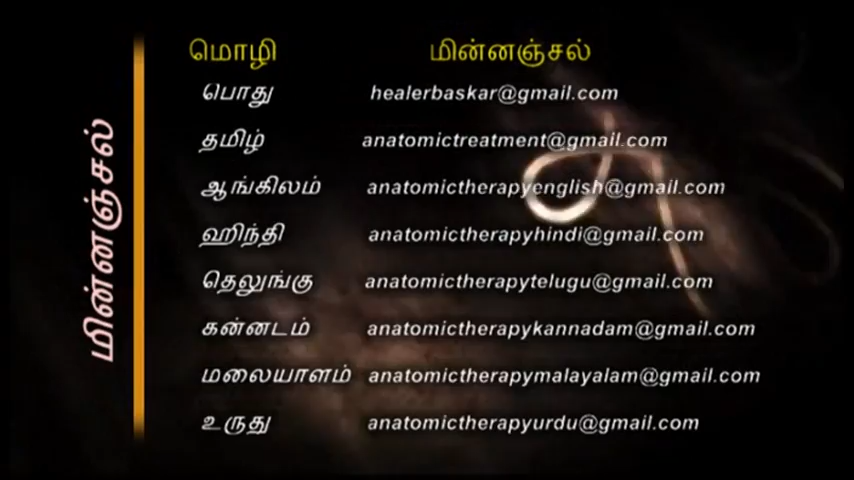 மின்னஞ்சல்
மொழி மின்னஞ்சல்
பொது healerbaskar@gmail.com
தமிழ் anatomictreatment@gmail.com
ஆங்கிலம் anatomictherapyenglish@gmail.com
ஹிந்தி anatomictherapyhindi@gmail.com
தெலுங்கு anatomictherapytelugu@gmail.com
கன்னடம் anatomictherapykannadam@gmail.com
மலையாளம் anatomictherapymalayalam@gmail.com
உருது anatomictherapyurdu@gmail.com